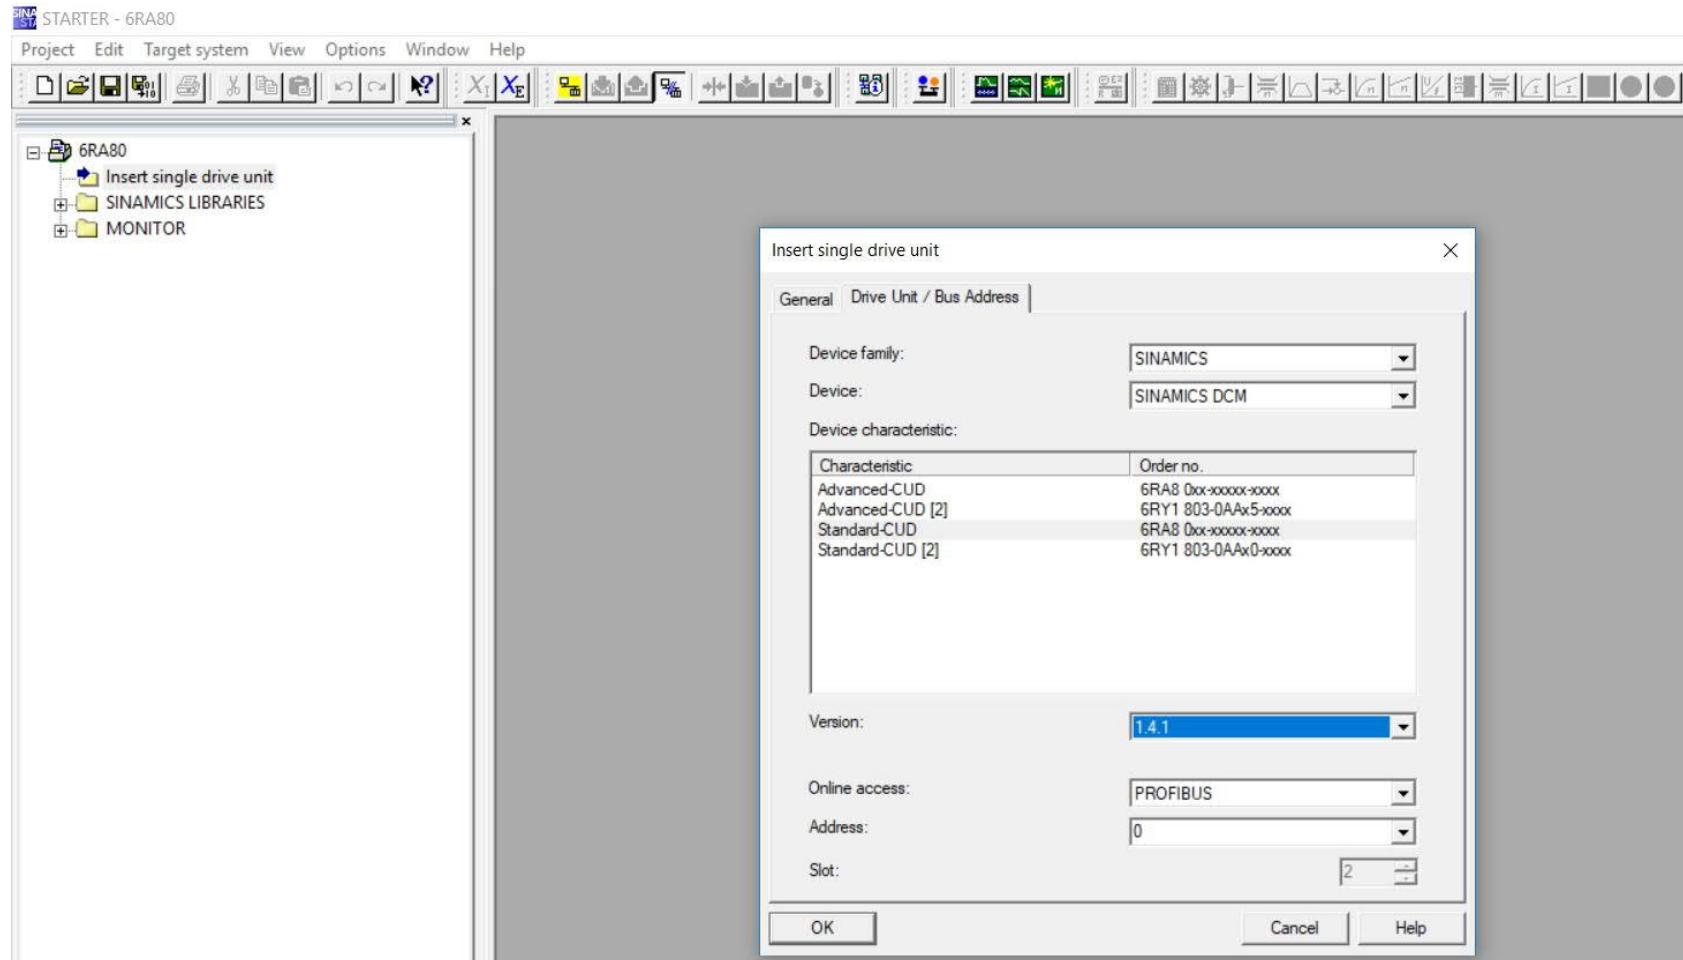 STARTER - 6RA80
Project Edit Target system View Options Window Help
6RA80
Insert single drive unit
SINAMICS LIBRARIES
MONITOR
Insert single drive unit
General Drive Unit / Bus Address
Device family: SINAMICS
Device: SINAMICS DCM
Device characteristic:
Characteristic Order no.
Advanced-CUD 6RA8 0xx-xxxxx-xxxx
Advanced-CUD [2] 6RY1 803-0AAx5-xxxx
Standard-CUD 6RA8 0xx-xxxxx-xxxx
Standard-CUD [2] 6RY1 803-0AAx0-xxxx
Version: 1.4.1
Online access: PROFIBUS
Address: 0
Slot: 2
OK Cancel Help